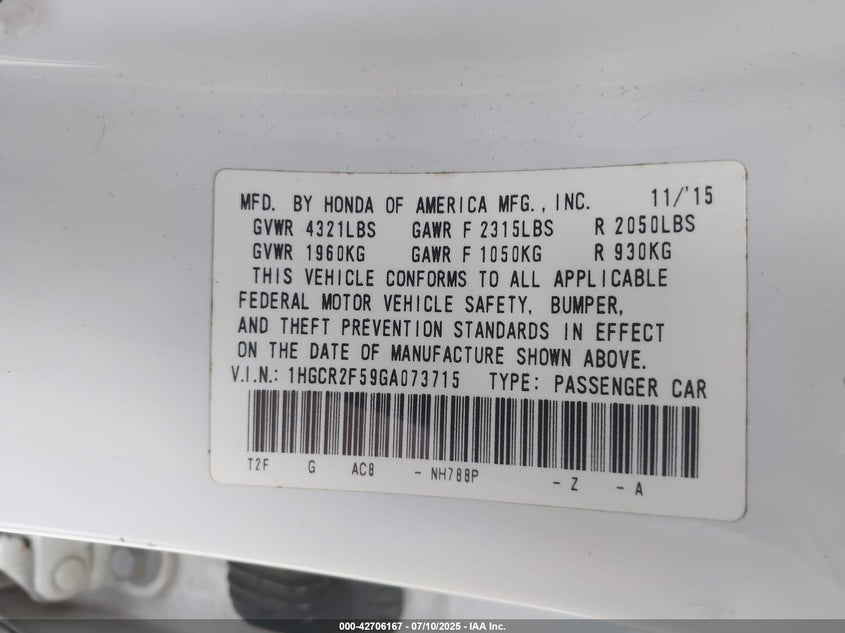 MFD. BY HONDA OF AMERICA MFG., INC. 11/'15
GVWR 4321LBS GAWR F 2315LBS R 2050LBS
GVWR 1960KG GAWR F 1050KG R 930KG
THIS VEHICLE CONFORMS TO ALL APPLICABLE
FEDERAL MOTOR VEHICLE SAFETY, BUMPER,
AND THEFT PREVENTION STANDARDS IN EFFECT
ON THE DATE OF MANUFACTURE SHOWN ABOVE.
V.I.N.: 1HGCR2F59GA073715 TYPE: PASSENGER CAR
T2F G AC8 - NH788P - Z - A
000-42706167 - 07/10/2025 - IAA Inc.